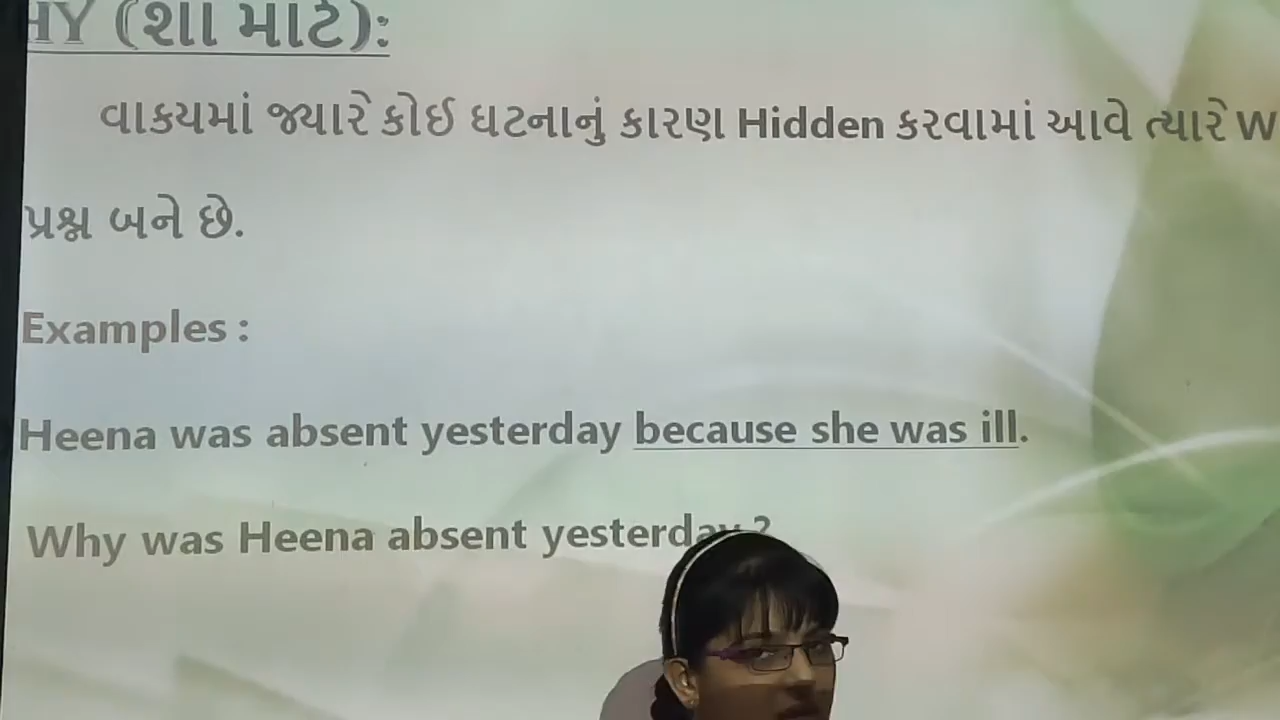 HY (શા માટે):
વાકયમાં જ્યારે કોઈ ઘટનાનું કારણ Hidden કરવામાં આવે ત્યારે W
પ્રશ્ન બને છે.
Examples :
Heena was absent yesterday because she was ill.
Why was Heena absent yesterday ?